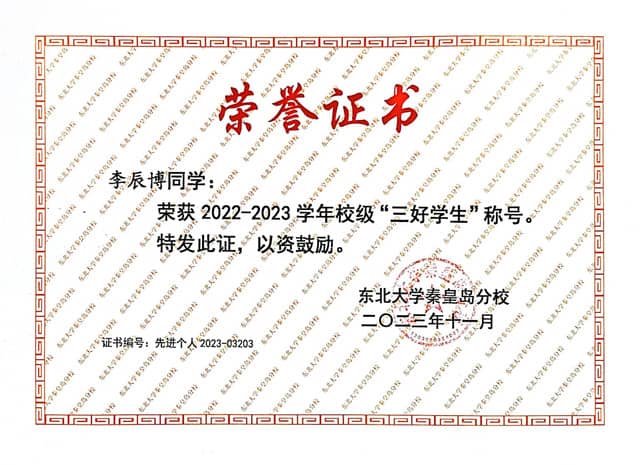 荣誉证书
李辰博同学：
荣获 2022-2023 学年校级“三好学生”称号。
特发此证，以资鼓励。
东北大学秦皇岛分校
二〇二三年十一月
证书编号：先进个人 2023-03203